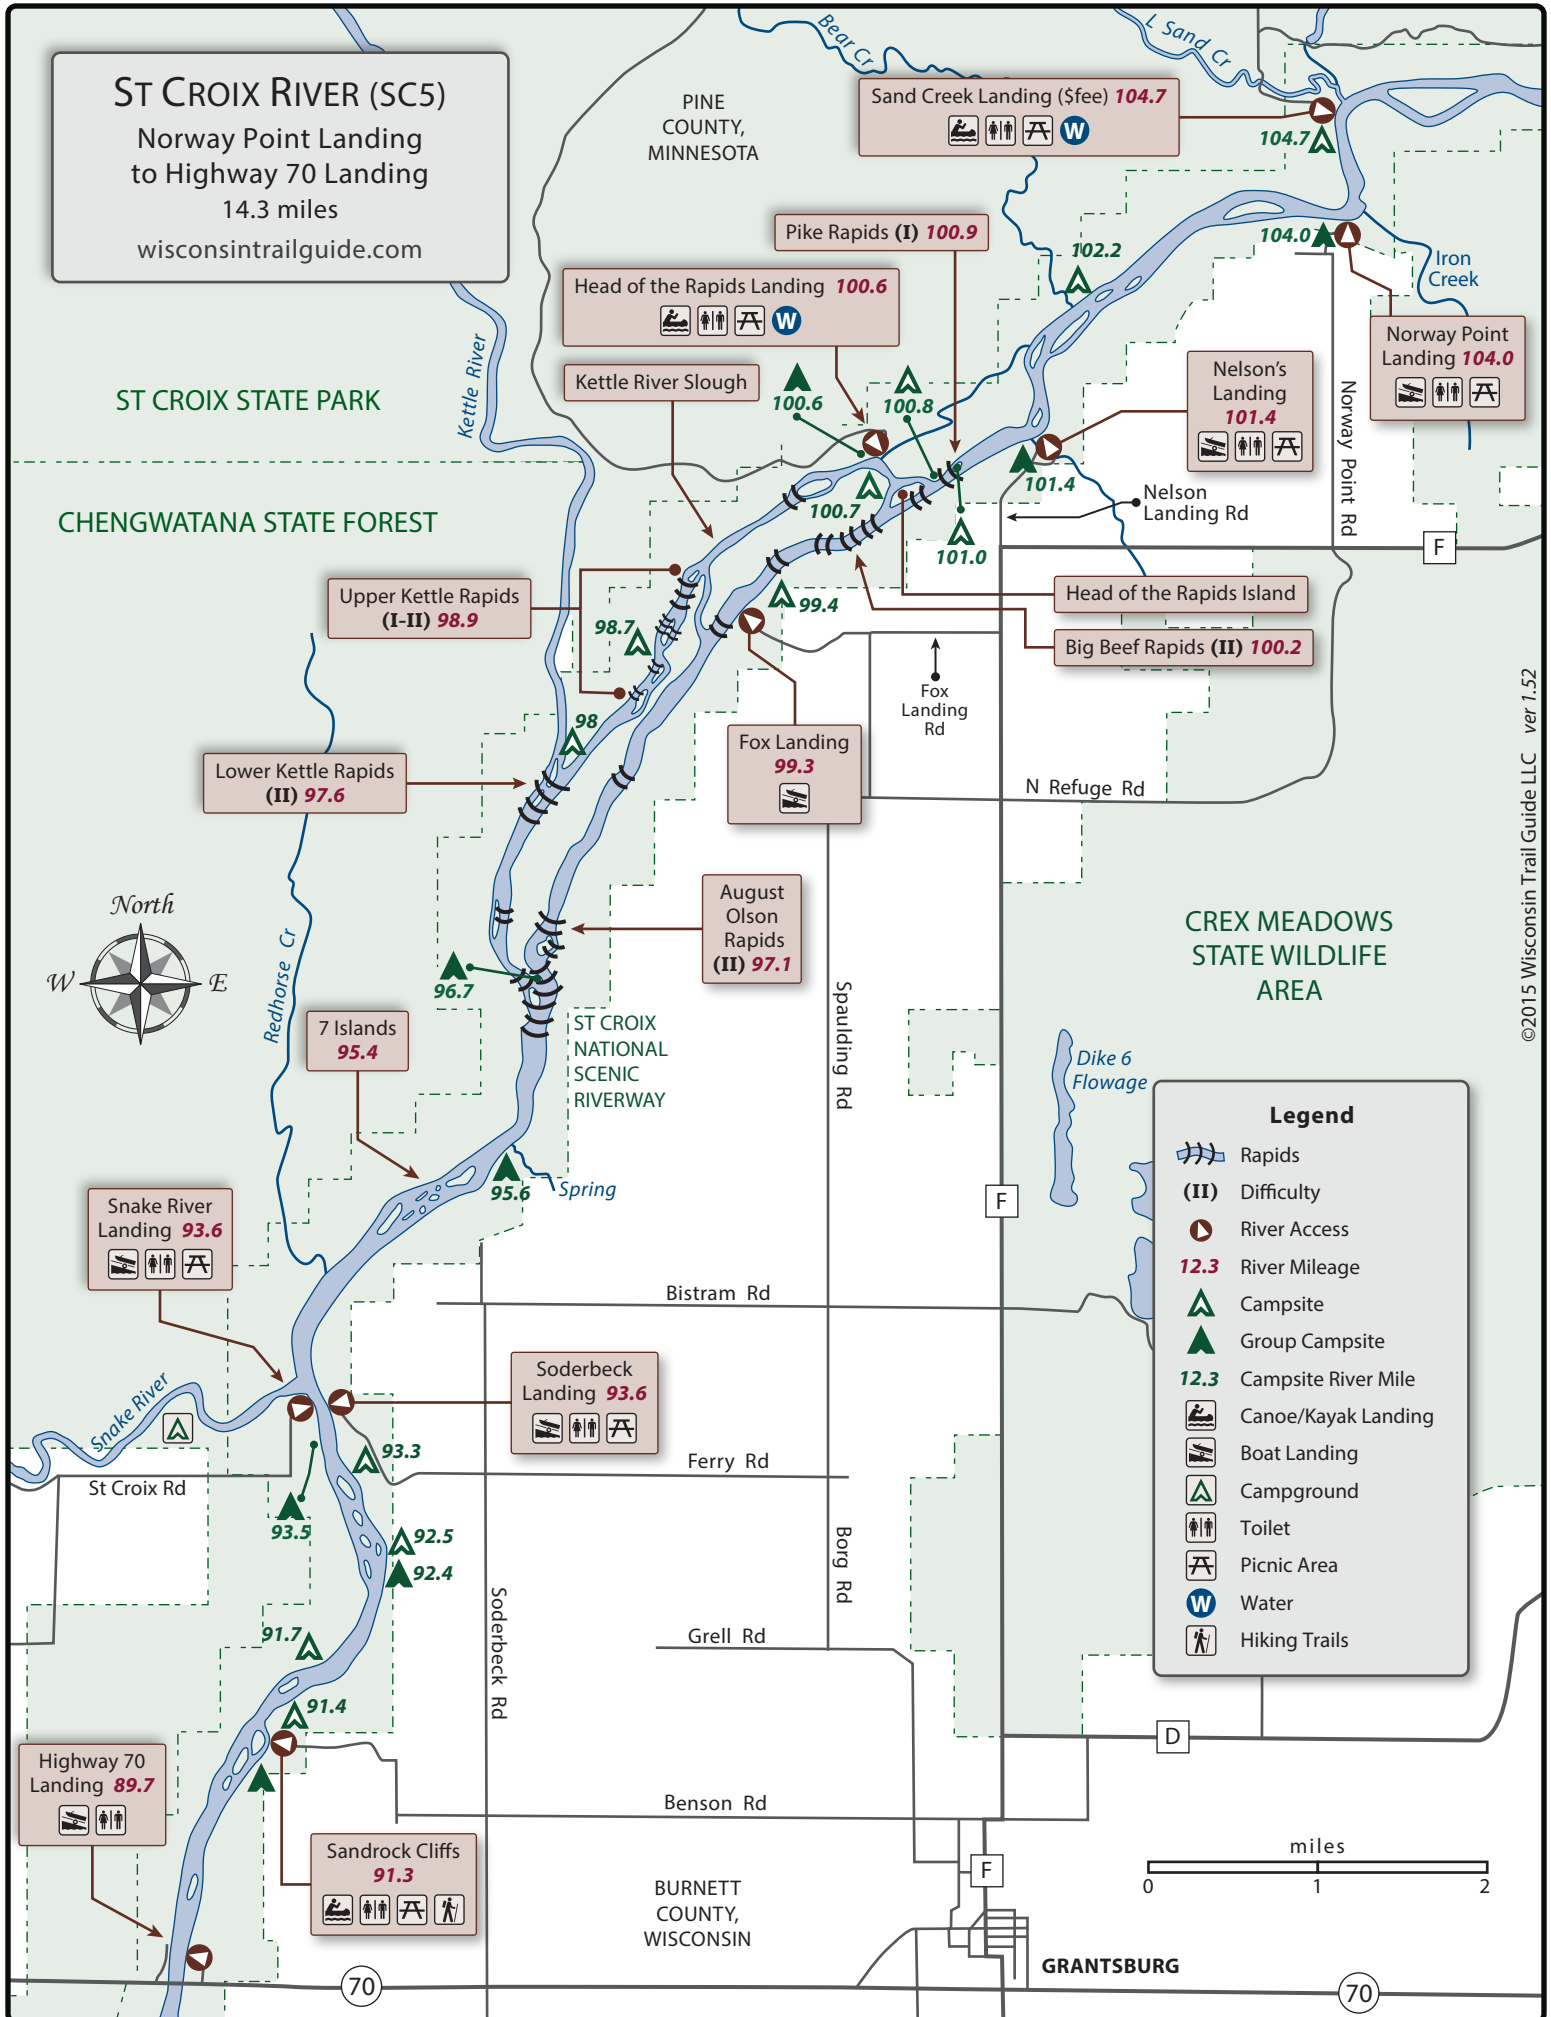 ST CROIX RIVER (SC5)
Norway Point Landing
to Highway 70 Landing
14.3 miles
wisconsintrailguide.com
Bear Cr
L Sand Cr
PINE
COUNTY,
MINNESOTA
Sand Creek Landing ($fee) 104.7
W
104.7
Pike Rapids (I) 100.9
102.2
104.0
Iron
Creek
Head of the Rapids Landing 100.6
W
Norway Point
Landing 104.0
Kettle River
Kettle River Slough
100.6
100.8
Nelson's
Landing
101.4
ST CROIX STATE PARK
Norway Point Rd
101.4
Nelson
Landing Rd
100.7
101.0
CHENGWATANA STATE FOREST
F
Upper Kettle Rapids
(I-II) 98.9
98.7
99.4
Head of the Rapids Island
Big Beef Rapids (II) 100.2
Fox
Landing
Rd
98
Fox Landing
99.3
Lower Kettle Rapids
(II) 97.6
N Refuge Rd
©2015 Wisconsin Trail Guide LLC ver 1.52
August
Olson
Rapids
(II) 97.1
North
W
E
Redhorse Cr
96.7
CREX MEADOWS
STATE WILDLIFE
AREA
7 Islands
95.4
ST CROIX
NATIONAL
SCENIC
RIVERWAY
Spaulding Rd
Dike 6
Flowage
95.6
Spring
F
Snake River
Landing 93.6
Bistram Rd
Legend
Rapids
(II) Difficulty
River Access
12.3 River Mileage
Campsite
Group Campsite
12.3 Campsite River Mile
Canoe/Kayak Landing
Boat Landing
Campground
Toilet
Picnic Area
W Water
Hiking Trails
Soderbeck
Landing 93.6
Snake River
93.3
Ferry Rd
St Croix Rd
93.5
92.5
92.4
Borg Rd
Soderbeck Rd
Grell Rd
91.7
91.4
D
Highway 70
Landing 89.7
Benson Rd
Sandrock Cliffs
91.3
F
miles
0 1 2
BURNETT
COUNTY,
WISCONSIN
GRANTSBURG
70
70